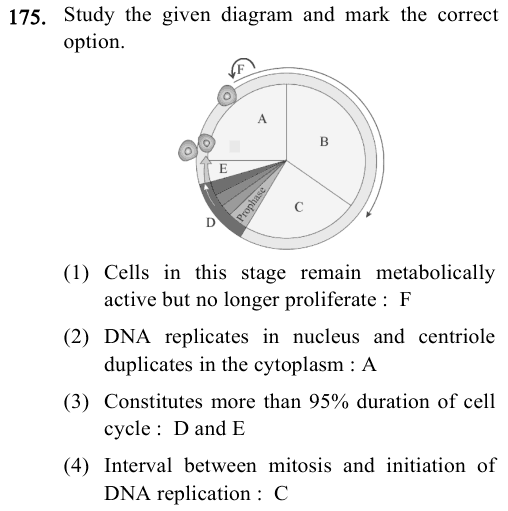 175. Study the given diagram and mark the correct
option.
F
A
B
E
C
D
Prophase
(1) Cells in this stage remain metabolically
active but no longer proliferate : F
(2) DNA replicates in nucleus and centriole
duplicates in the cytoplasm : A
(3) Constitutes more than 95% duration of cell
cycle : D and E
(4) Interval between mitosis and initiation of
DNA replication : C